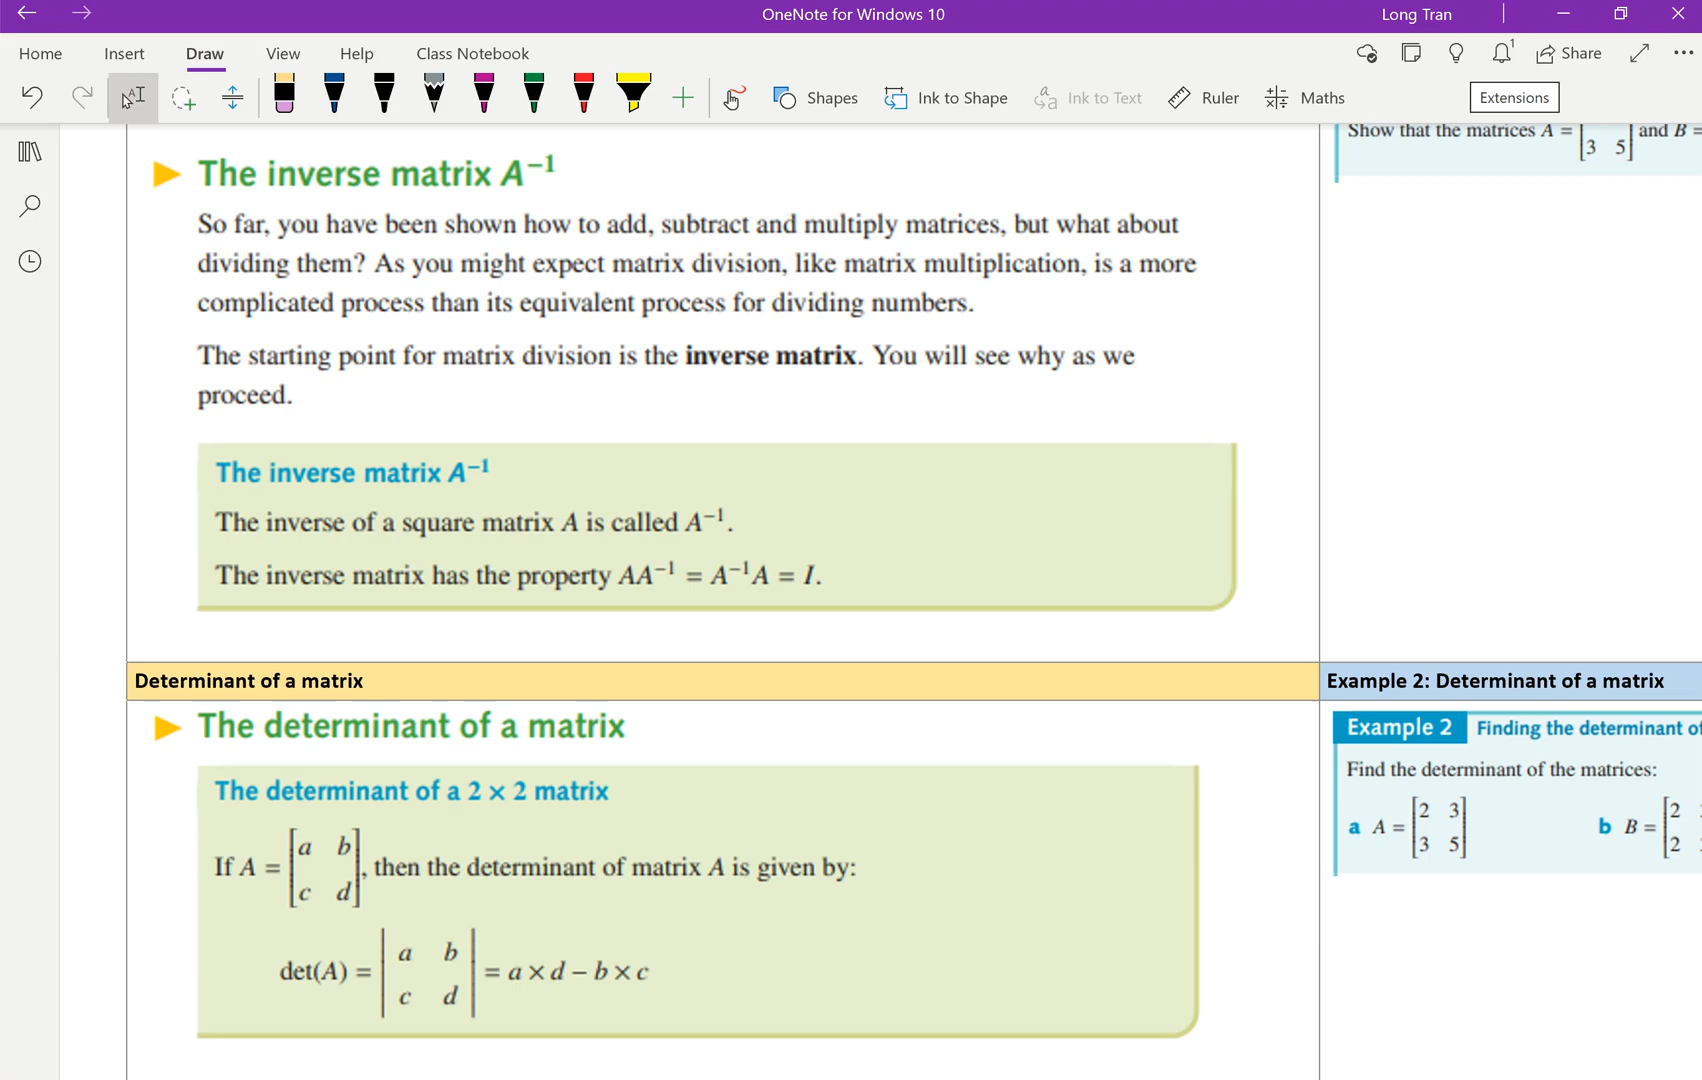 OneNote for Windows 10
Long Tran
Home Insert Draw View Help Class Notebook
1
Share
Shapes Ink to Shape Ink to Text Ruler Maths
Extensions
The inverse matrix A⁻¹
So far, you have been shown how to add, subtract and multiply matrices, but what about
dividing them? As you might expect matrix division, like matrix multiplication, is a more
complicated process than its equivalent process for dividing numbers.
The starting point for matrix division is the inverse matrix. You will see why as we
proceed.
The inverse matrix A⁻¹
The inverse of a square matrix A is called A⁻¹.
The inverse matrix has the property AA⁻¹ = A⁻¹A = I.
Show that the matrices A = and B =
3 5
Determinant of a matrix
The determinant of a matrix
The determinant of a 2 × 2 matrix
a b
If A = , then the determinant of matrix A is given by:
c d
a b
det(A) = = a × d − b × c
c d
Example 2: Determinant of a matrix
Example 2 Finding the determinant of
Find the determinant of the matrices:
2 3 2
a A = b B =
3 5 2